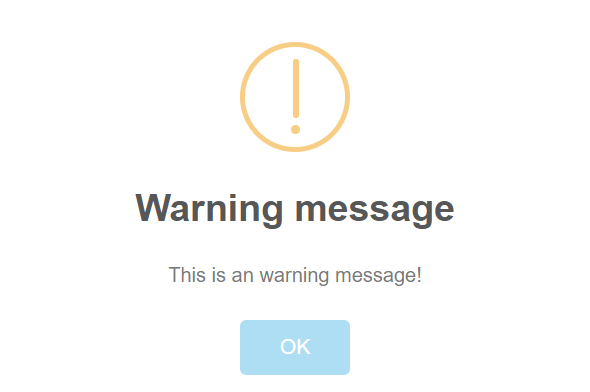 Warning message
This is an warning message!
OK